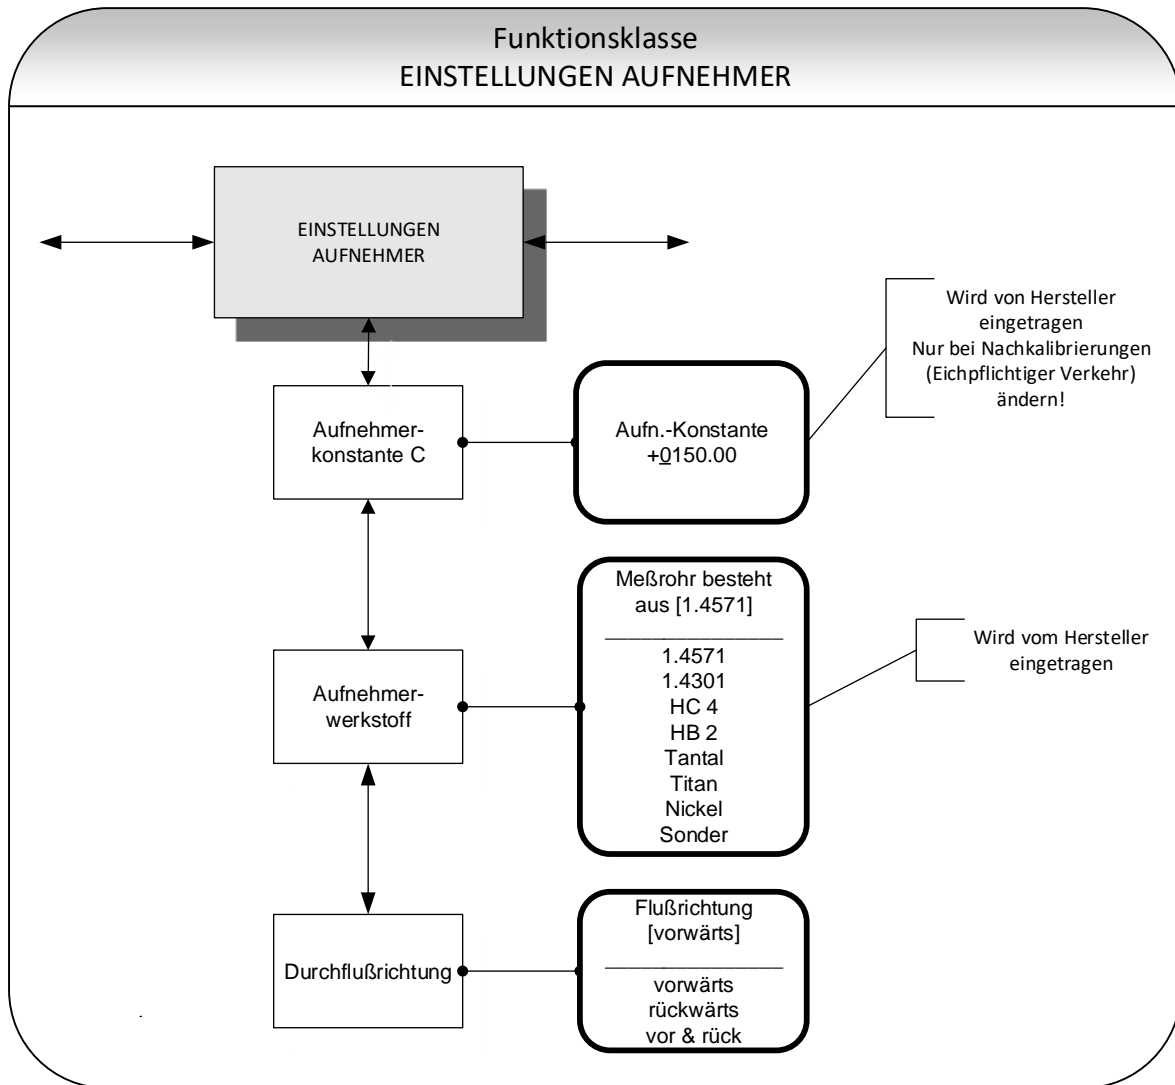 Funktionsklasse
EINSTELLUNGEN AUFNEHMER
EINSTELLUNGEN
AUFNEHMER
Aufnehmer-
konstante C
Aufn.-Konstante
+0150.00
Wird von Hersteller
eingetragen
Nur bei Nachkalibrierungen
(Eichpflichtiger Verkehr)
ändern!
Aufnehmer-
werkstoff
Meßrohr besteht
aus [1.4571]
1.4571
1.4301
HC 4
HB 2
Tantal
Titan
Nickel
Sonder
Wird vom Hersteller
eingetragen
Durchflußrichtung
Flußrichtung
[vorwärts]
vorwärts
rückwärts
vor & rück